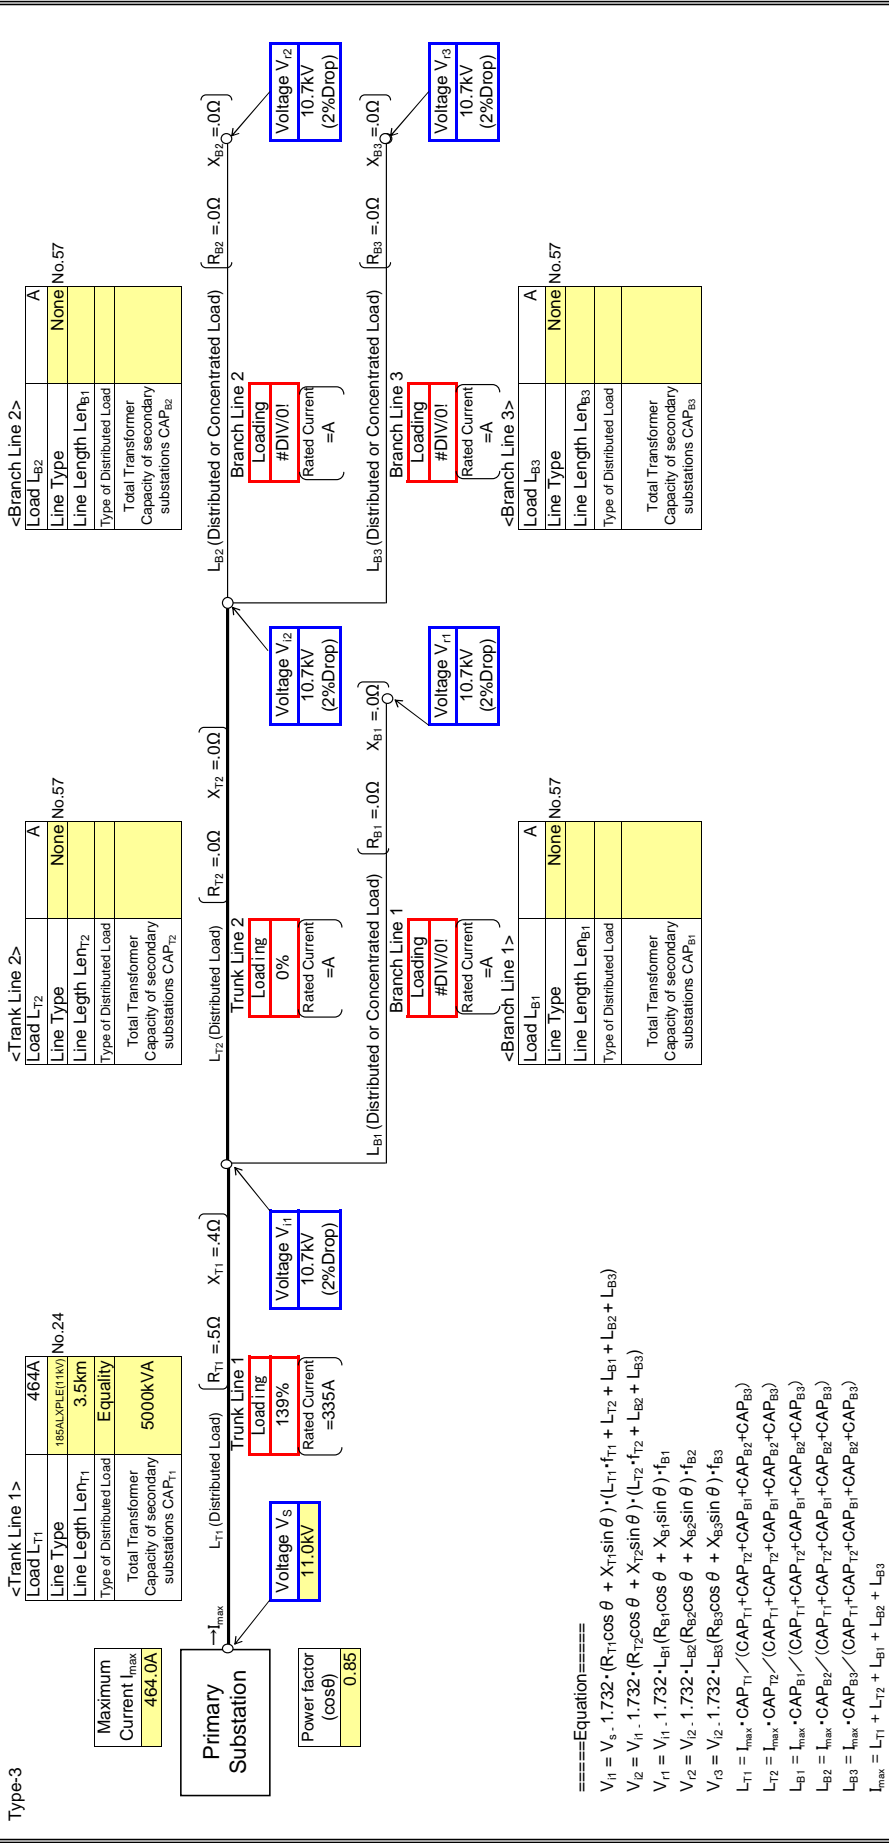 Type-3
Maximum
Current Imax
464.0A
Primary
Substation
Power factor
(cosθ)
0.85
→Imax
Voltage VS
11.0kV
<Trank Line 1>
Load LT1 464A
Line Type 185ALXPLE(11kV) No.24
Line Legth LenT1 3.5km
Type of Distributed Load Equality
Total Transformer
Capacity of secondary
substations CAPT1
5000kVA
LT1 (Distributed Load)
RT1 =.5Ω XT1 =.4Ω
Trunk Line 1
Loading
139%
Rated Current
=335A
Voltage Vi1
10.7kV
(2%Drop)
<Trank Line 2>
Load LT2 A
Line Type None No.57
Line Legth LenT2
Type of Distributed Load
Total Transformer
Capacity of secondary
substations CAPT2
LT2 (Distributed Load)
RT2 =.0Ω XT2 =.0Ω
Trunk Line 2
Loading
0%
Rated Current
=A
Voltage Vi2
10.7kV
(2%Drop)
LB1 (Distributed or Concentrated Load)
RB1 =.0Ω XB1 =.0Ω
Branch Line 1
Loading
#DIV/0!
Rated Current
=A
Voltage Vr1
10.7kV
(2%Drop)
<Branch Line 1>
Load LB1 A
Line Type None No.57
Line Length LenB1
Type of Distributed Load
Total Transformer
Capacity of secondary
substations CAPB1
<Branch Line 2>
Load LB2 A
Line Type None No.57
Line Length LenB1
Type of Distributed Load
Total Transformer
Capacity of secondary
substations CAPB2
LB2 (Distributed or Concentrated Load)
RB2 =.0Ω XB2 =.0Ω
Branch Line 2
Loading
#DIV/0!
Rated Current
=A
Voltage Vr2
10.7kV
(2%Drop)
LB3 (Distributed or Concentrated Load)
RB3 =.0Ω XB3 =.0Ω
Branch Line 3
Loading
#DIV/0!
Rated Current
=A
Voltage Vr3
10.7kV
(2%Drop)
<Branch Line 3>
Load LB3 A
Line Type None No.57
Line Length LenB3
Type of Distributed Load
Total Transformer
Capacity of secondary
substations CAPB3
=====Equation=====
Vi1 = Vs - 1.732･(RT1cosθ + XT1sinθ)･(LT1･fT1 + LT2 + LB1 + LB2 + LB3)
Vi2 = Vi1 - 1.732･(RT2cosθ + XT2sinθ)･(LT2･fT2 + LB2 + LB3)
Vr1 = Vi1 - 1.732･LB1(RB1cosθ + XB1sinθ)･fB1
Vr2 = Vi2 - 1.732･LB2(RB2cosθ + XB2sinθ)･fB2
Vr3 = Vi2 - 1.732･LB3(RB3cosθ + XB3sinθ)･fB3
LT1 = Imax･CAPT1／(CAPT1+CAPT2+CAPB1+CAPB2+CAPB3)
LT2 = Imax･CAPT2／(CAPT1+CAPT2+CAPB1+CAPB2+CAPB3)
LB1 = Imax･CAPB1／(CAPT1+CAPT2+CAPB1+CAPB2+CAPB3)
LB2 = Imax･CAPB2／(CAPT1+CAPT2+CAPB1+CAPB2+CAPB3)
LB3 = Imax･CAPB3／(CAPT1+CAPT2+CAPB1+CAPB2+CAPB3)
Imax = LT1 + LT2 + LB1 + LB2 + LB3